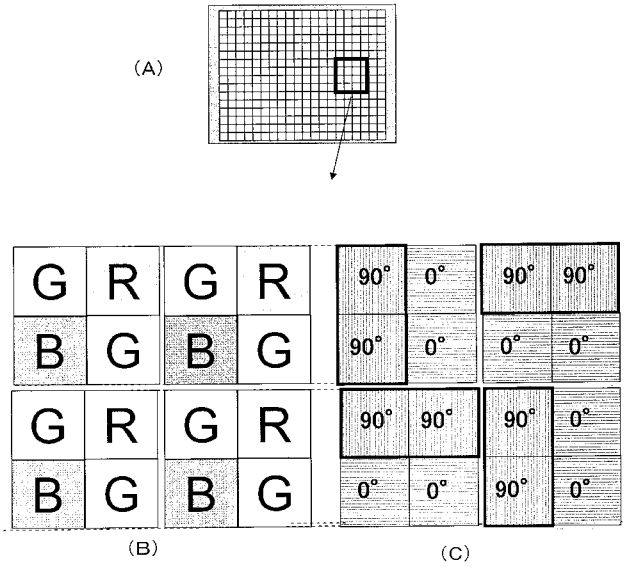 (A)
G R G R 90° 0° 90° 90°
B G B G 90° 0° 0° 0°
G R G R 90° 90° 90° 0°
B G B G 0° 0° 90° 0°
(B) (C)